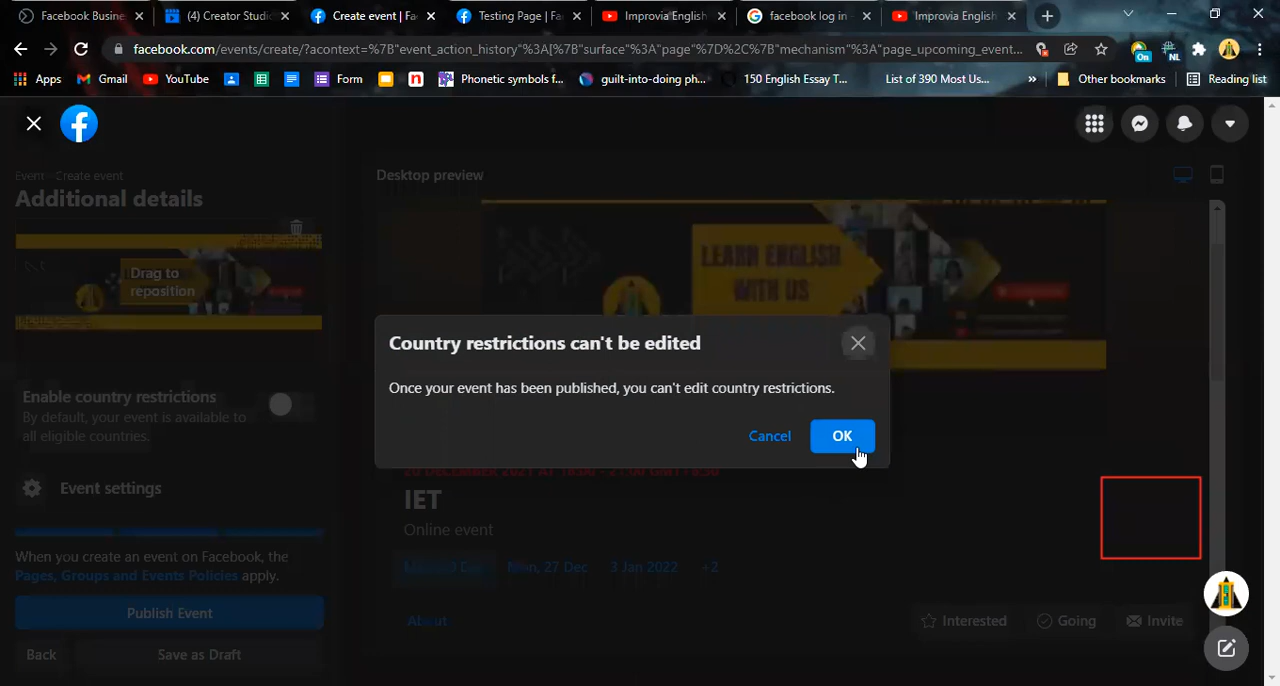 Facebook Busine
(4) Creator Studi
Create event | Fa
Testing Page | Fa
Improvia English
facebook log in -
Improvia English
facebook.com/events/create/?acontext=%7B"event_action_history"%3A[%7B"surface"%3A"page"%7D%2C%7B"mechanism"%3A"page_upcoming_event...
On
NL
Apps
Gmail
YouTube
Form
Phonetic symbols f...
guilt-into-doing ph...
150 English Essay T...
List of 390 Most Us...
»
Other bookmarks
Reading list
Event · Create event
Additional details
Desktop preview
Drag to
reposition
LEARN ENGLISH
WITH US
Country restrictions can't be edited
Once your event has been published, you can't edit country restrictions.
Cancel
OK
Enable country restrictions
By default, your event is available to
all eligible countries.
Event settings
IET
Online event
Mon, 27 Dec
3 Jan 2022
+2
When you create an event on Facebook, the
Pages, Groups and Events Policies apply.
Publish Event
About
Interested
Going
Invite
Back
Save as Draft